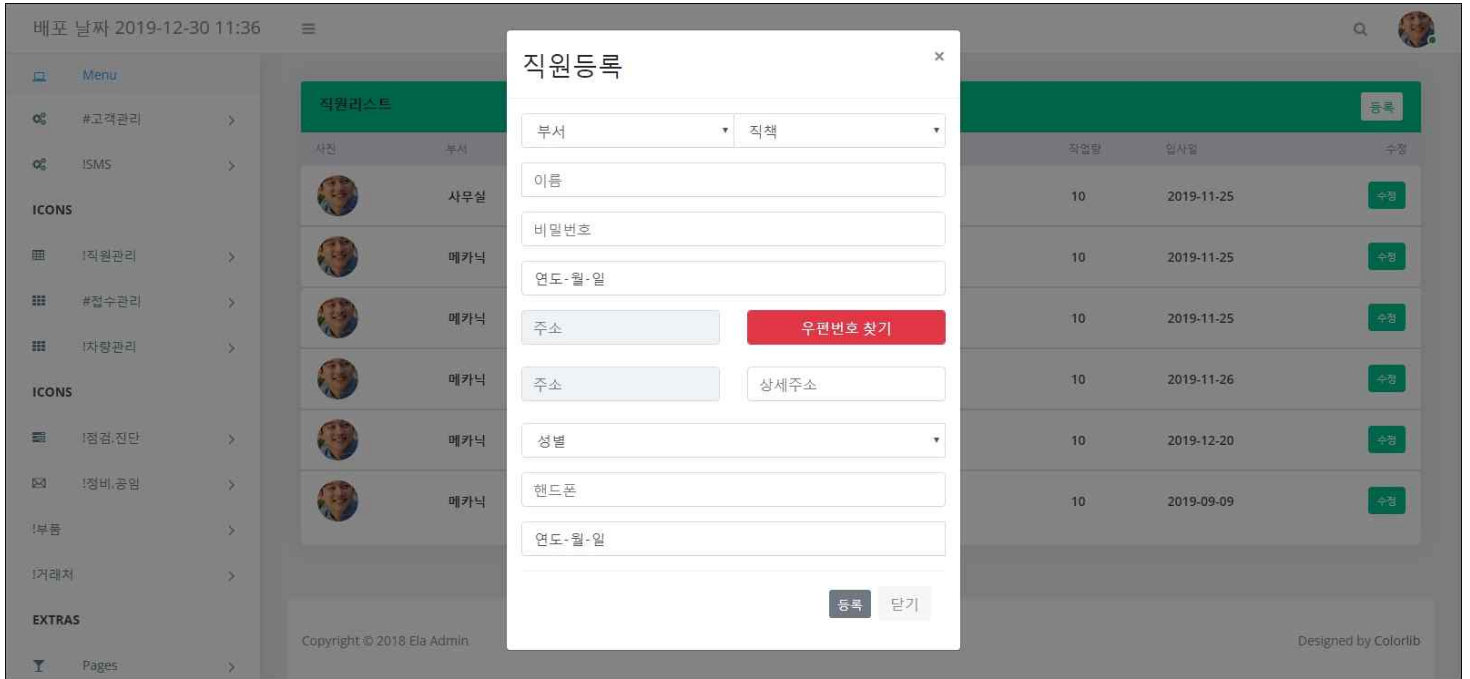 배포 날짜 2019-12-30 11:36
Menu
#고객관리
!SMS
ICONS
!직원관리
#접수관리
!차량관리
ICONS
!점검,진단
!정비,공임
!부품
!거래처
EXTRAS
Pages
직원리스트 등록
사진 부서 작업량 입사일 수정
사무실 10 2019-11-25 수정
메카닉 10 2019-11-25 수정
메카닉 10 2019-11-25 수정
메카닉 10 2019-11-26 수정
메카닉 10 2019-12-20 수정
메카닉 10 2019-09-09 수정
직원등록 ×
부서 직책
이름
비밀번호
연도-월-일
주소 우편번호 찾기
주소 상세주소
성별
핸드폰
연도-월-일
등록 닫기
Copyright © 2018 Ela Admin Designed by Colorlib